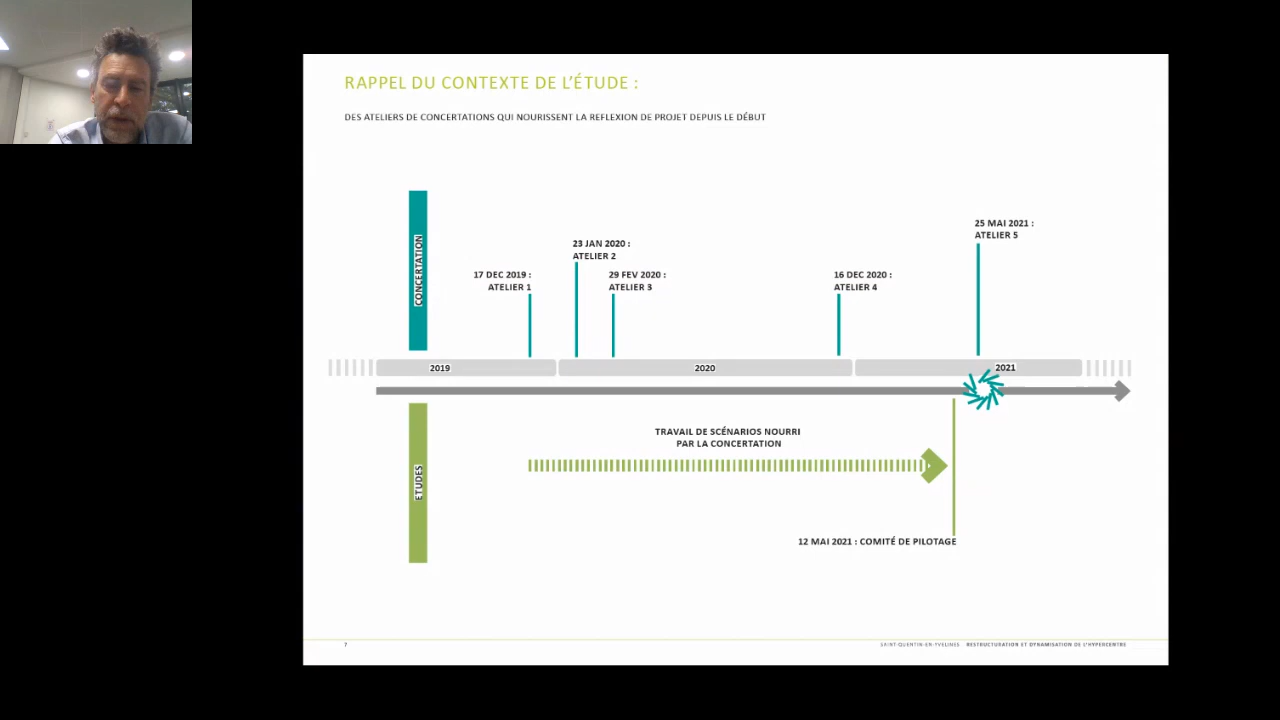 RAPPEL DU CONTEXTE DE L'ÉTUDE :
DES ATELIERS DE CONCERTATIONS QUI NOURISSENT LA REFLEXION DE PROJET DEPUIS LE DÉBUT
CONCERTATION
17 DEC 2019 :
ATELIER 1
23 JAN 2020 :
ATELIER 2
29 FEV 2020 :
ATELIER 3
16 DEC 2020 :
ATELIER 4
25 MAI 2021 :
ATELIER 5
2019
2020
2021
ETUDES
TRAVAIL DE SCÉNARIOS NOURRI
PAR LA CONCERTATION
12 MAI 2021 : COMITÉ DE PILOTAGE
7
SAINT-QUENTIN-EN-YVELINES . RESTRUCTURATION ET DYNAMISATION DE L'HYPERCENTRE